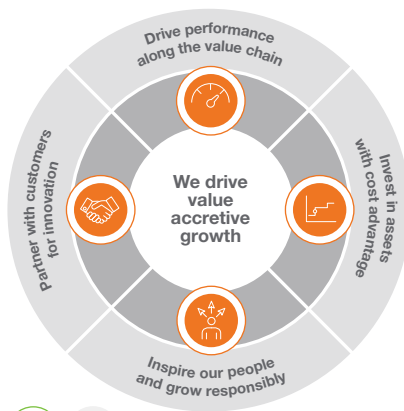 Drive performance
along the value chain
Partner with customers
for innovation
We drive
value
accretive
growth
Invest in assets
with cost advantage
Inspire our people
and grow responsibly